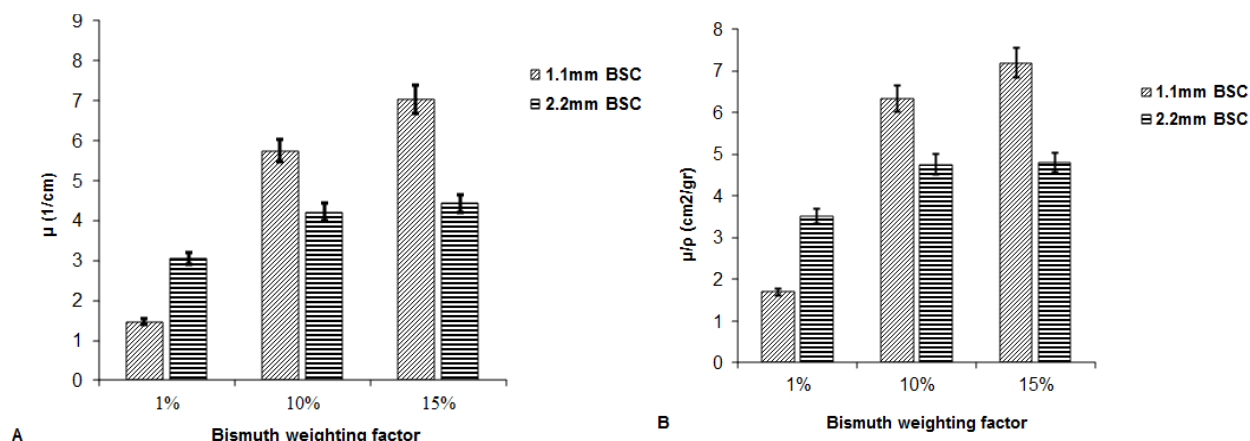 9
8
7
6
5
4
3
2
1
0
μ (1/cm)
1%
10%
15%
Bismuth weighting factor
1.1mm BSC
2.2mm BSC
A
8
7
6
5
4
3
2
1
0
μ/ρ (cm2/gr)
1%
10%
15%
Bismuth weighting factor
1.1mm BSC
2.2mm BSC
B